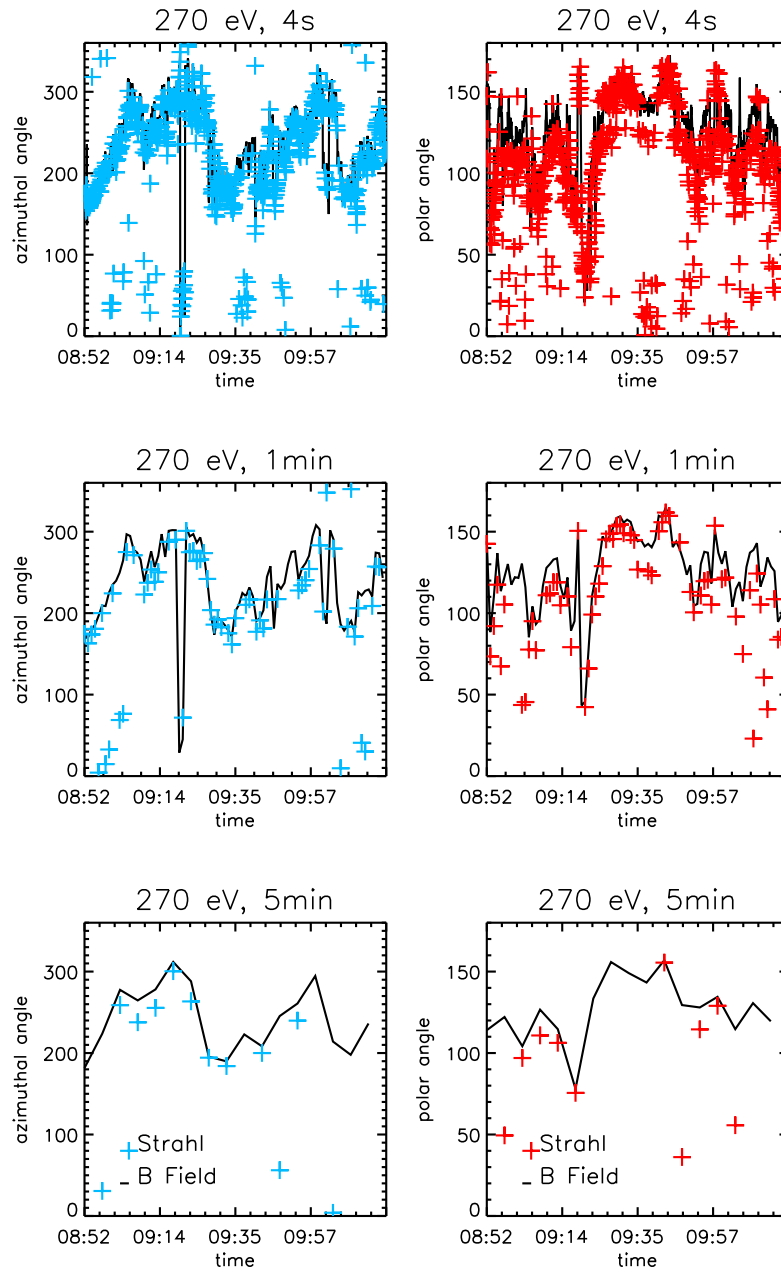 270 eV, 4s
azimuthal angle
300
200
100
0
08:52 09:14 09:35 09:57
time
270 eV, 4s
polar angle
150
100
50
0
08:52 09:14 09:35 09:57
time
270 eV, 1min
azimuthal angle
300
200
100
0
08:52 09:14 09:35 09:57
time
270 eV, 1min
polar angle
150
100
50
0
08:52 09:14 09:35 09:57
time
270 eV, 5min
azimuthal angle
300
200
100
0
Strahl
B Field
08:52 09:14 09:35 09:57
time
270 eV, 5min
polar angle
150
100
50
0
Strahl
B Field
08:52 09:14 09:35 09:57
time